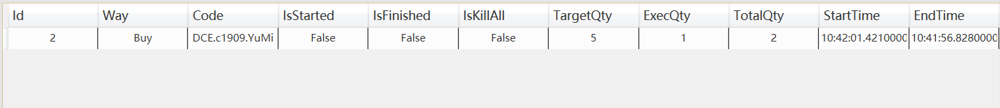 Id Way Code IsStarted IsFinished IsKillAll TargetQty ExecQty TotalQty StartTime EndTime
2 Buy DCE.c1909.YuMi False False False 5 1 2 10:42:01.4210000 10:41:56.8280000